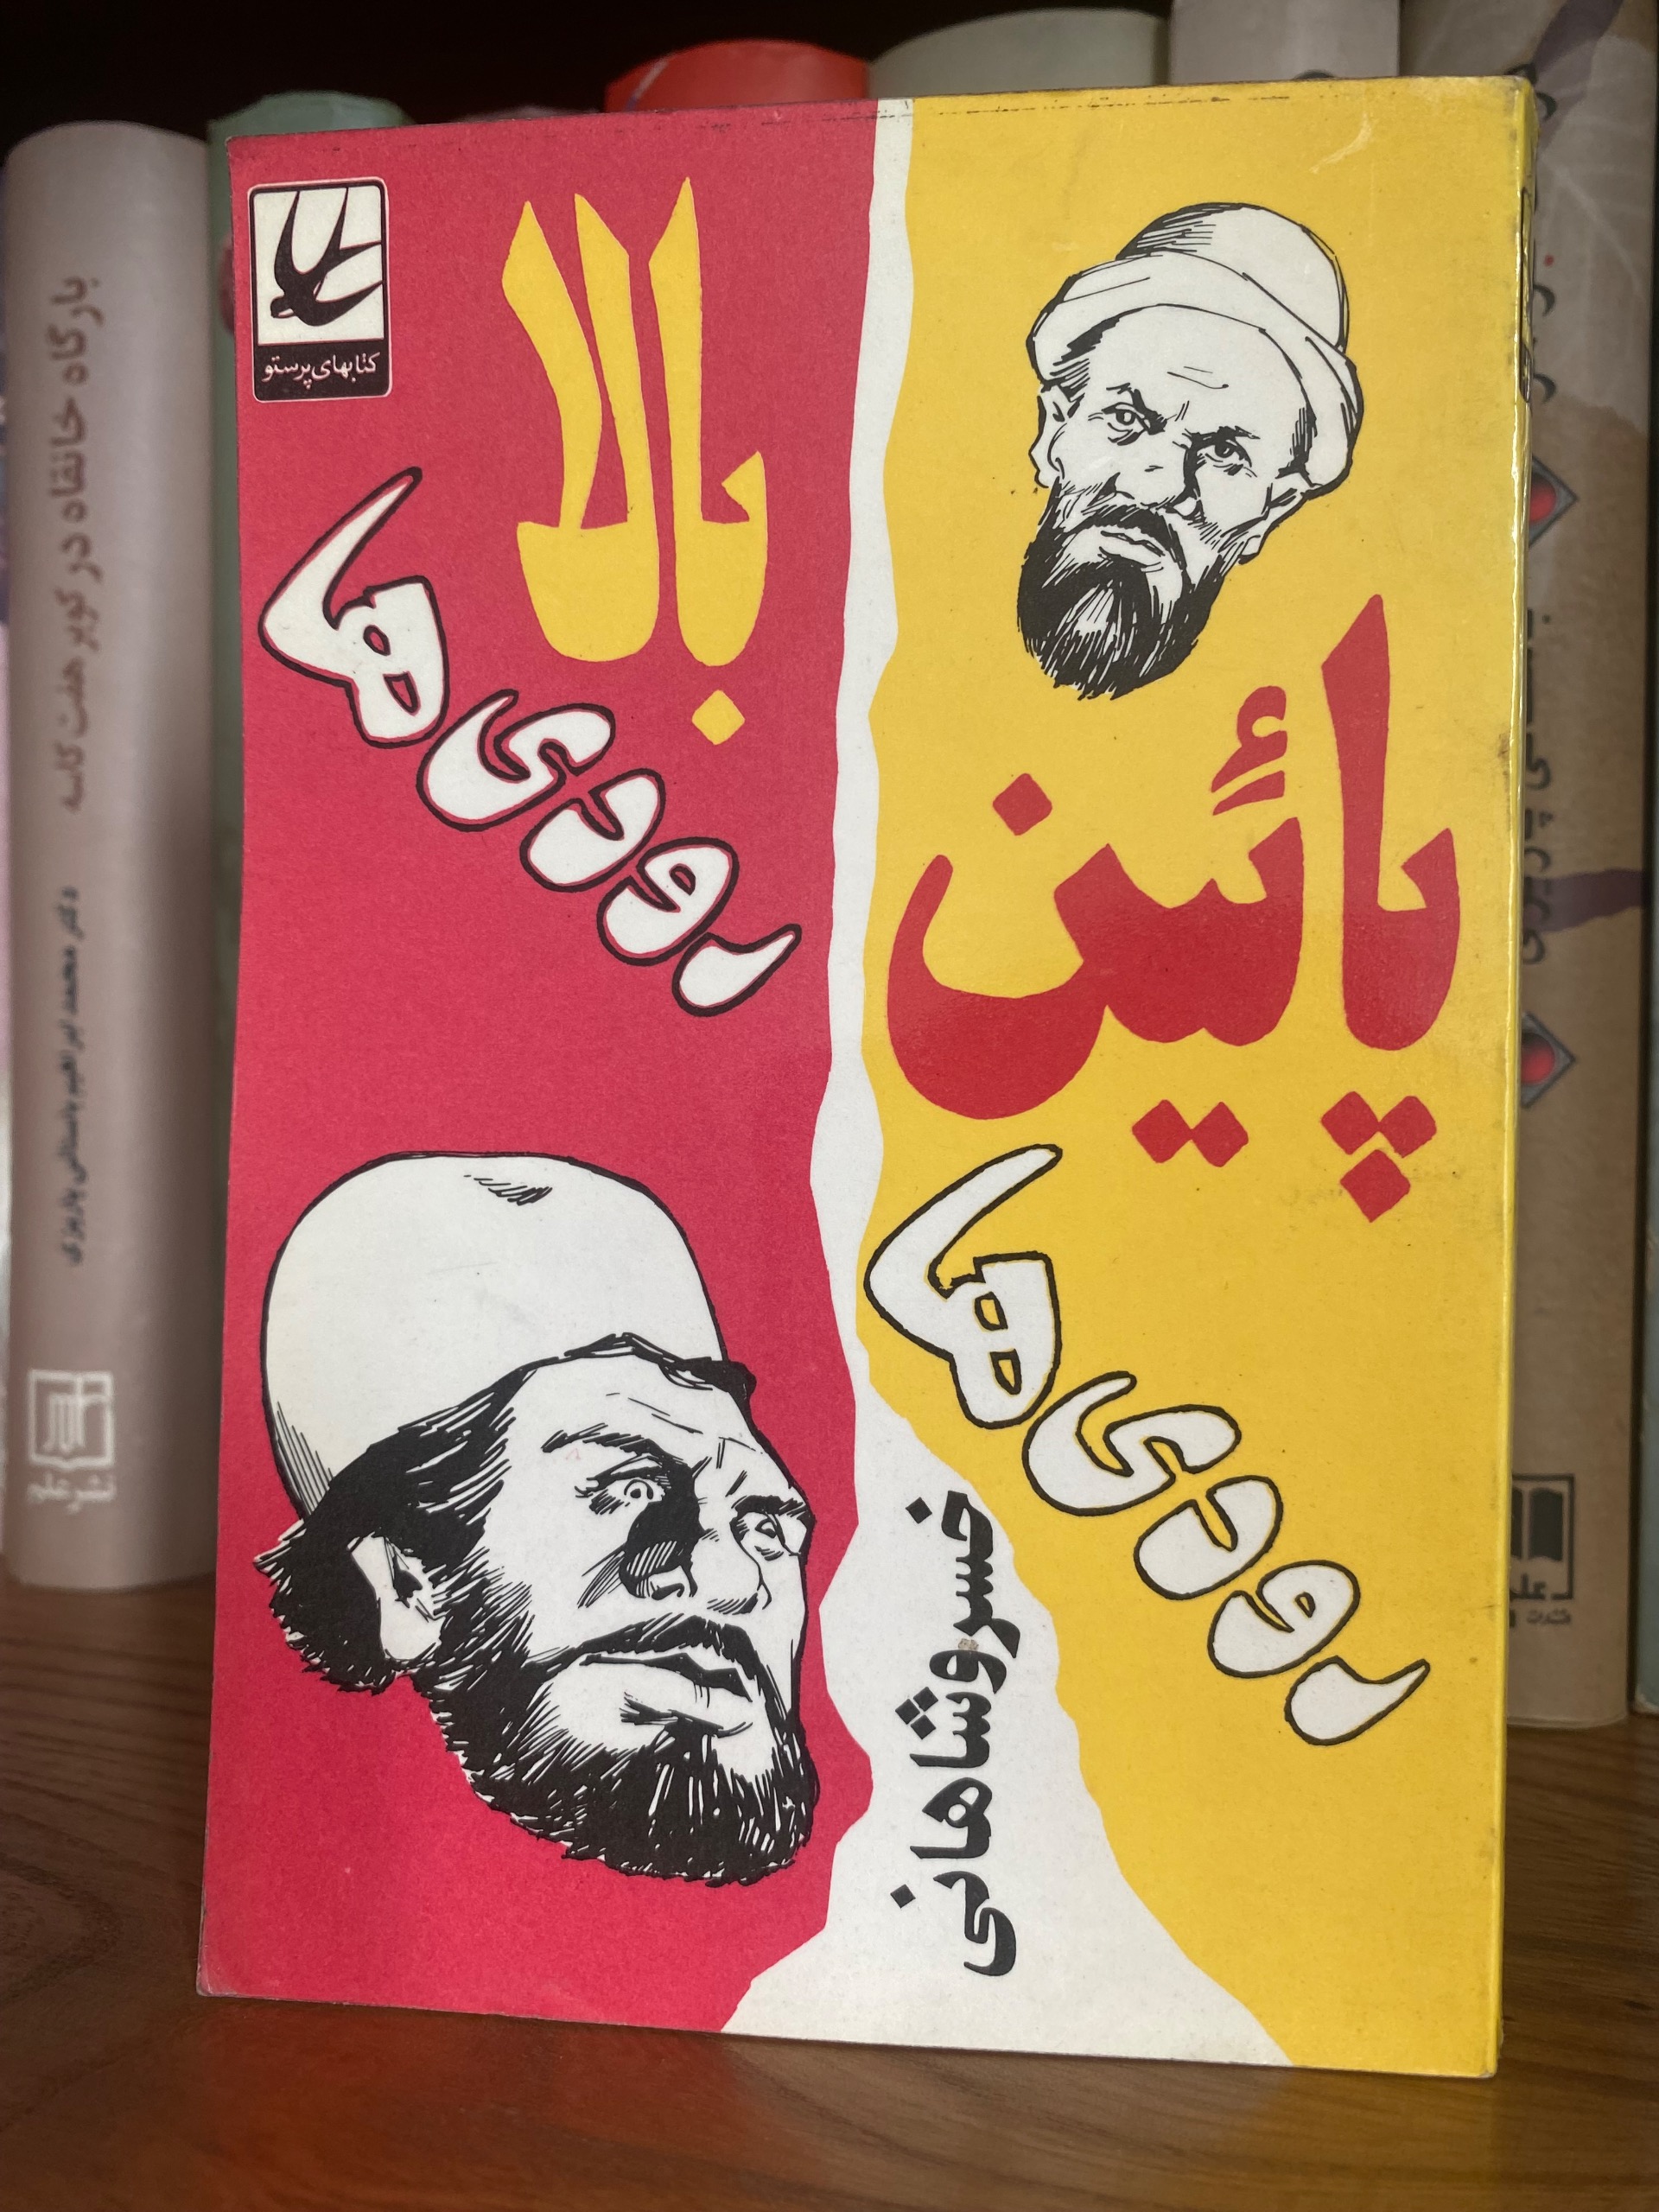 بالا
رودی‌ها
پائین
رودی‌ها
خسرو شاهانی
کتابهای پرستو
بارگاه خانقاه در کویر هفت کاسه
دکتر محمد ابراهیم باستانی پاریزی
نشر علم